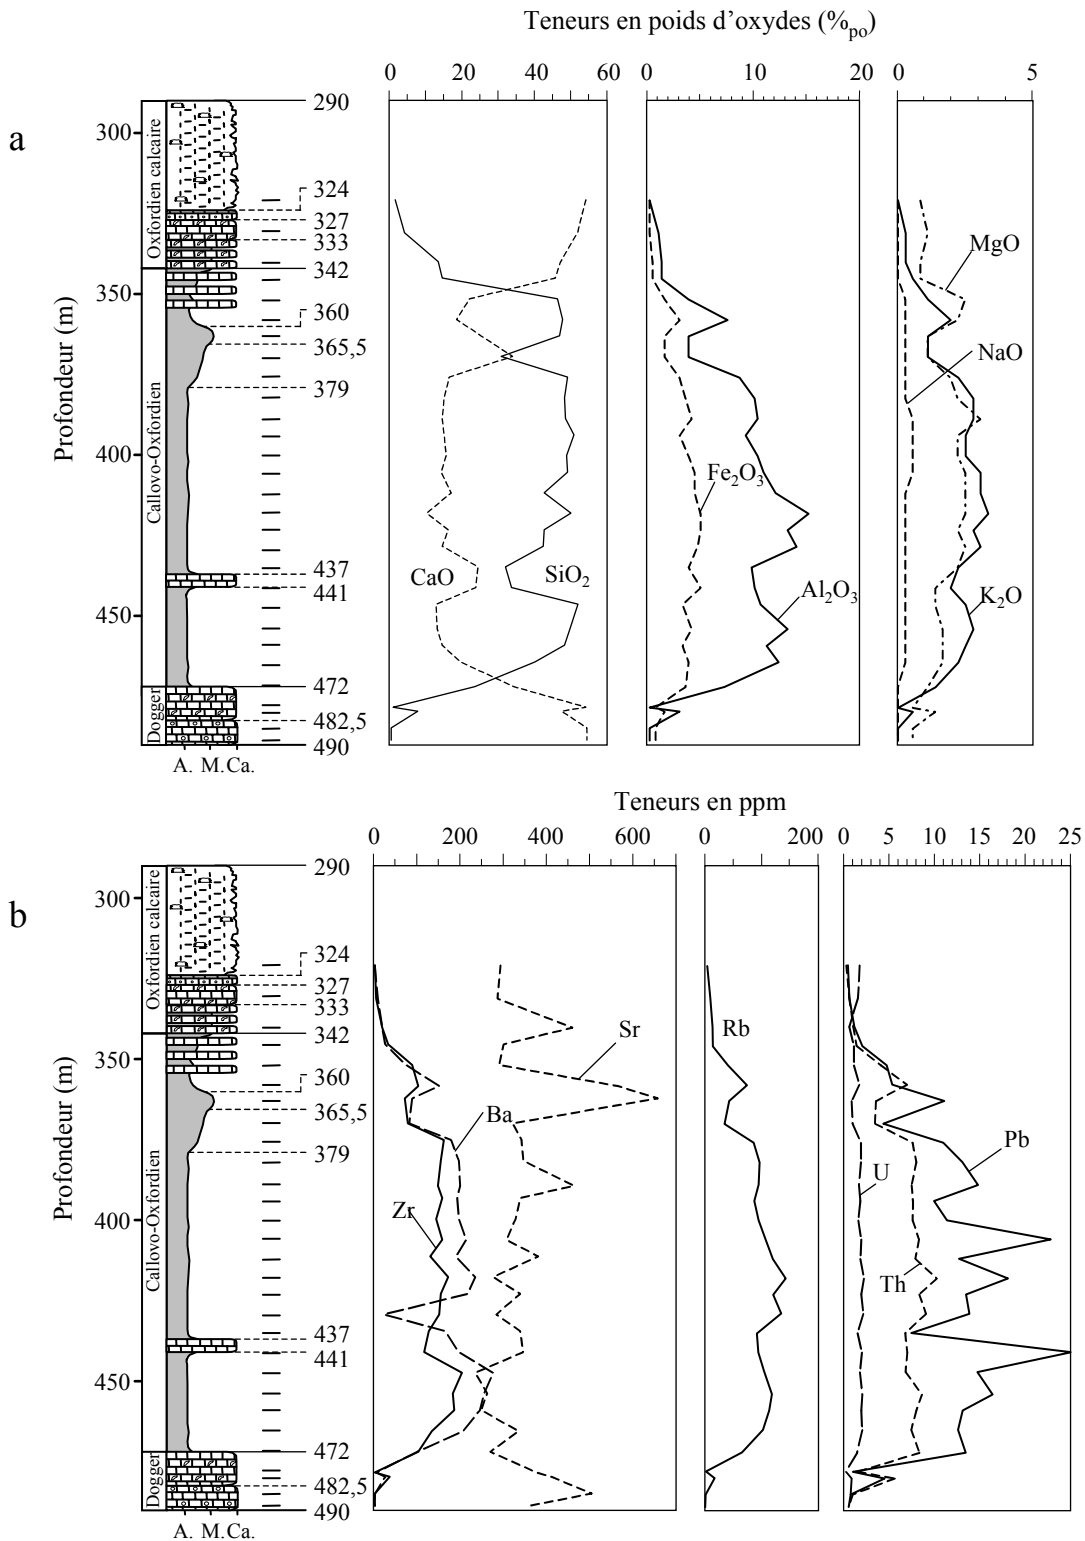 Teneurs en poids d'oxydes (%po)
0 20 40 60 0 10 20 0 5
a
Profondeur (m)
300
350
400
450
Oxfordien calcaire
Callovo-Oxfordien
Dogger
290
324
327
333
342
360
365,5
379
437
441
472
482,5
490
A. M. Ca.
CaO
SiO2
Fe2O3
Al2O3
MgO
NaO
K2O
Teneurs en ppm
0 200 400 600 0 200 0 5 10 15 20 25
b
Profondeur (m)
300
350
400
450
Oxfordien calcaire
Callovo-Oxfordien
Dogger
290
324
327
333
342
360
365,5
379
437
441
472
482,5
490
A. M. Ca.
Sr
Ba
Zr
Rb
Pb
U
Th